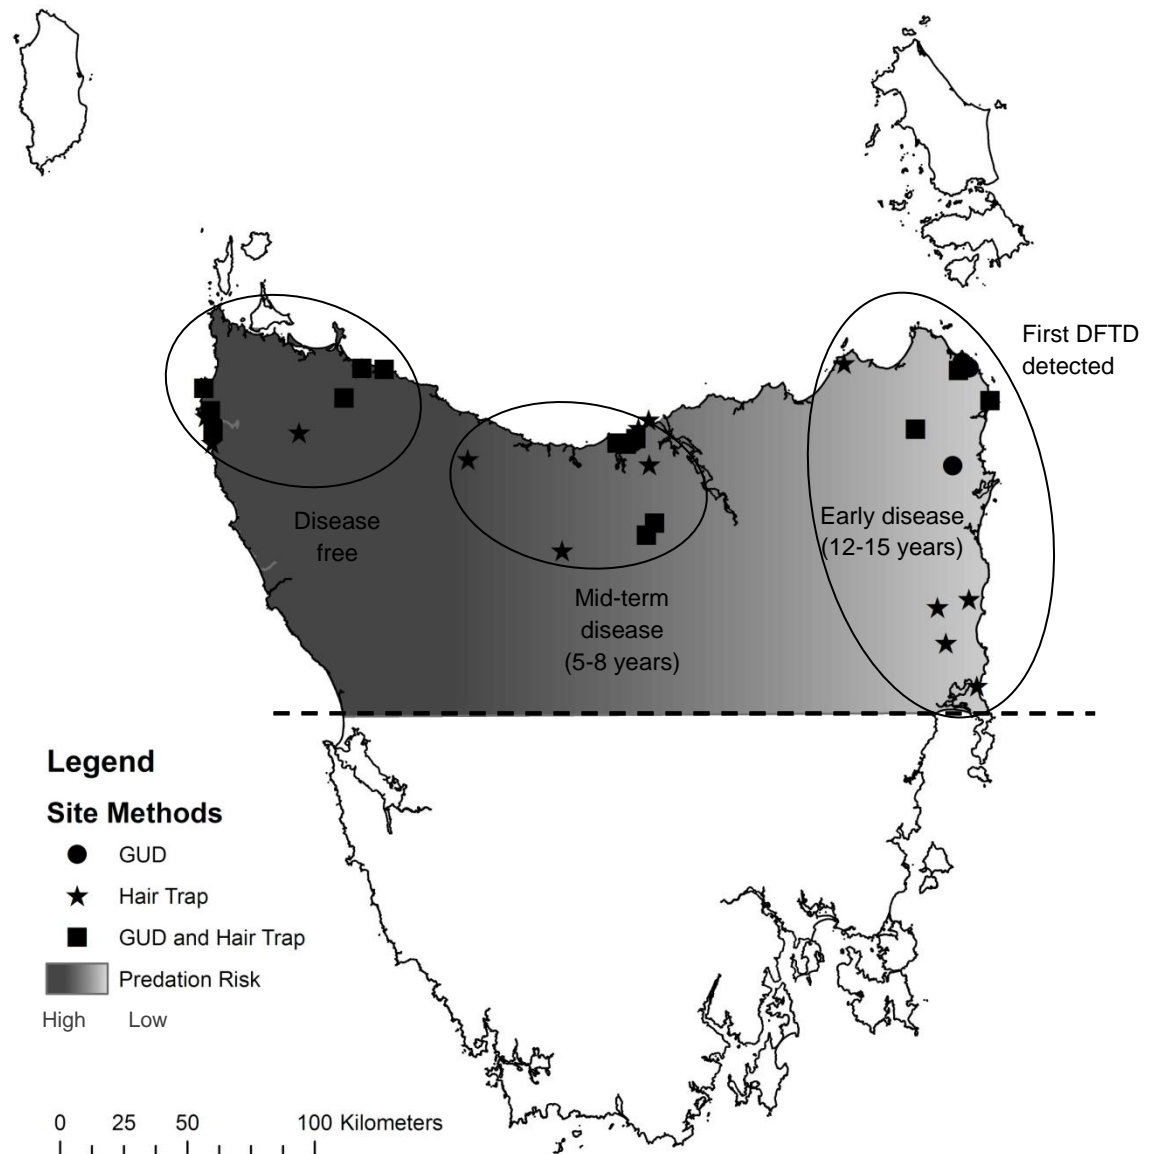 First DFTD
detected
Disease
free
Early disease
(12-15 years)
Mid-term
disease
(5-8 years)
Legend
Site Methods
GUD
Hair Trap
GUD and Hair Trap
Predation Risk
High Low
0 25 50 100 Kilometers